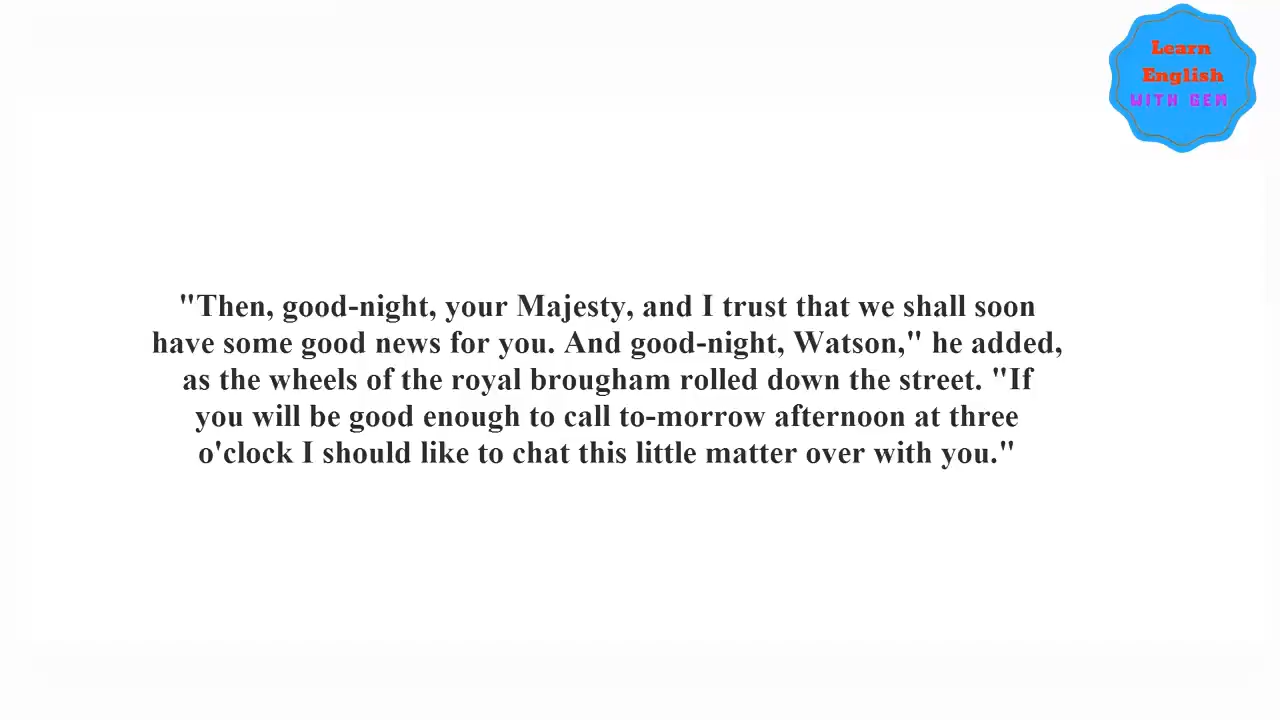 Learn
English
WITH GEM
"Then, good-night, your Majesty, and I trust that we shall soon
have some good news for you. And good-night, Watson," he added,
as the wheels of the royal brougham rolled down the street. "If
you will be good enough to call to-morrow afternoon at three
o'clock I should like to chat this little matter over with you."